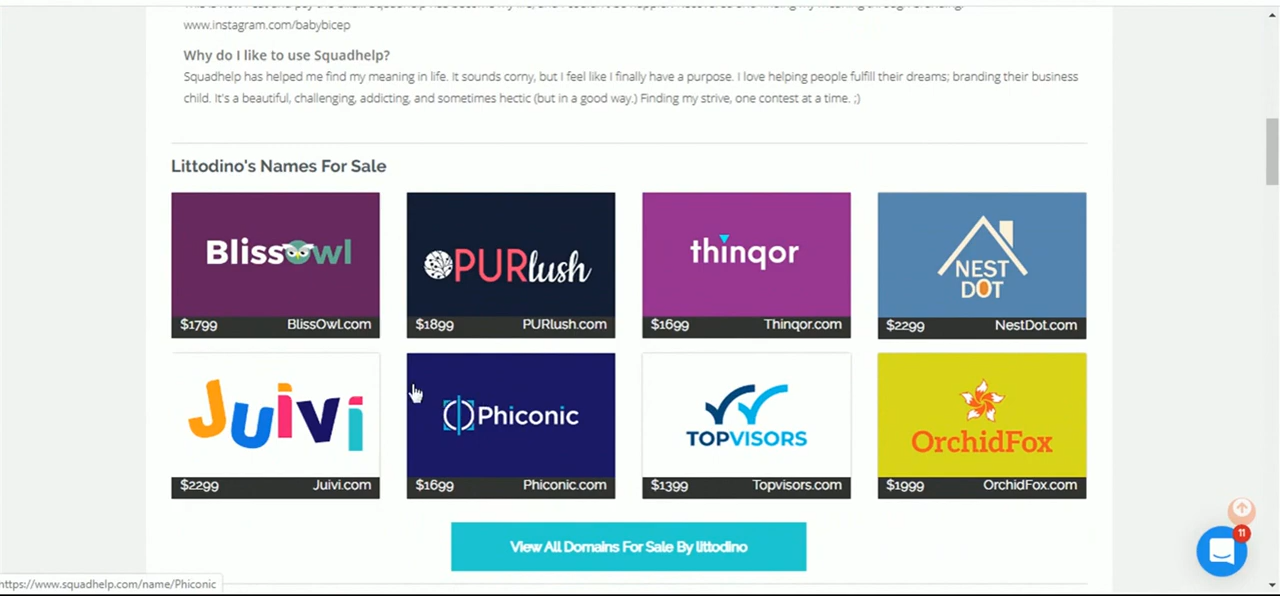 www.instagram.com/babybicep
Why do I like to use Squadhelp?
Squadhelp has helped me find my meaning in life. It sounds corny, but I feel like I finally have a purpose. I love helping people fulfill their dreams; branding their business
child. It's a beautiful, challenging, addicting, and sometimes hectic (but in a good way.) Finding my strive, one contest at a time. ;)
Littodino's Names For Sale
BlissOwl
PURlush
thinqor
NEST
DOT
$1799 BlissOwl.com
$1899 PURlush.com
$1699 Thinqor.com
$2299 NestDot.com
Juivi
Phiconic
TOPVISORS
OrchidFox
$2299 Juivi.com
$1699 Phiconic.com
$1399 Topvisors.com
$1999 OrchidFox.com
View All Domains For Sale By littodino
11
https://www.squadhelp.com/name/Phiconic